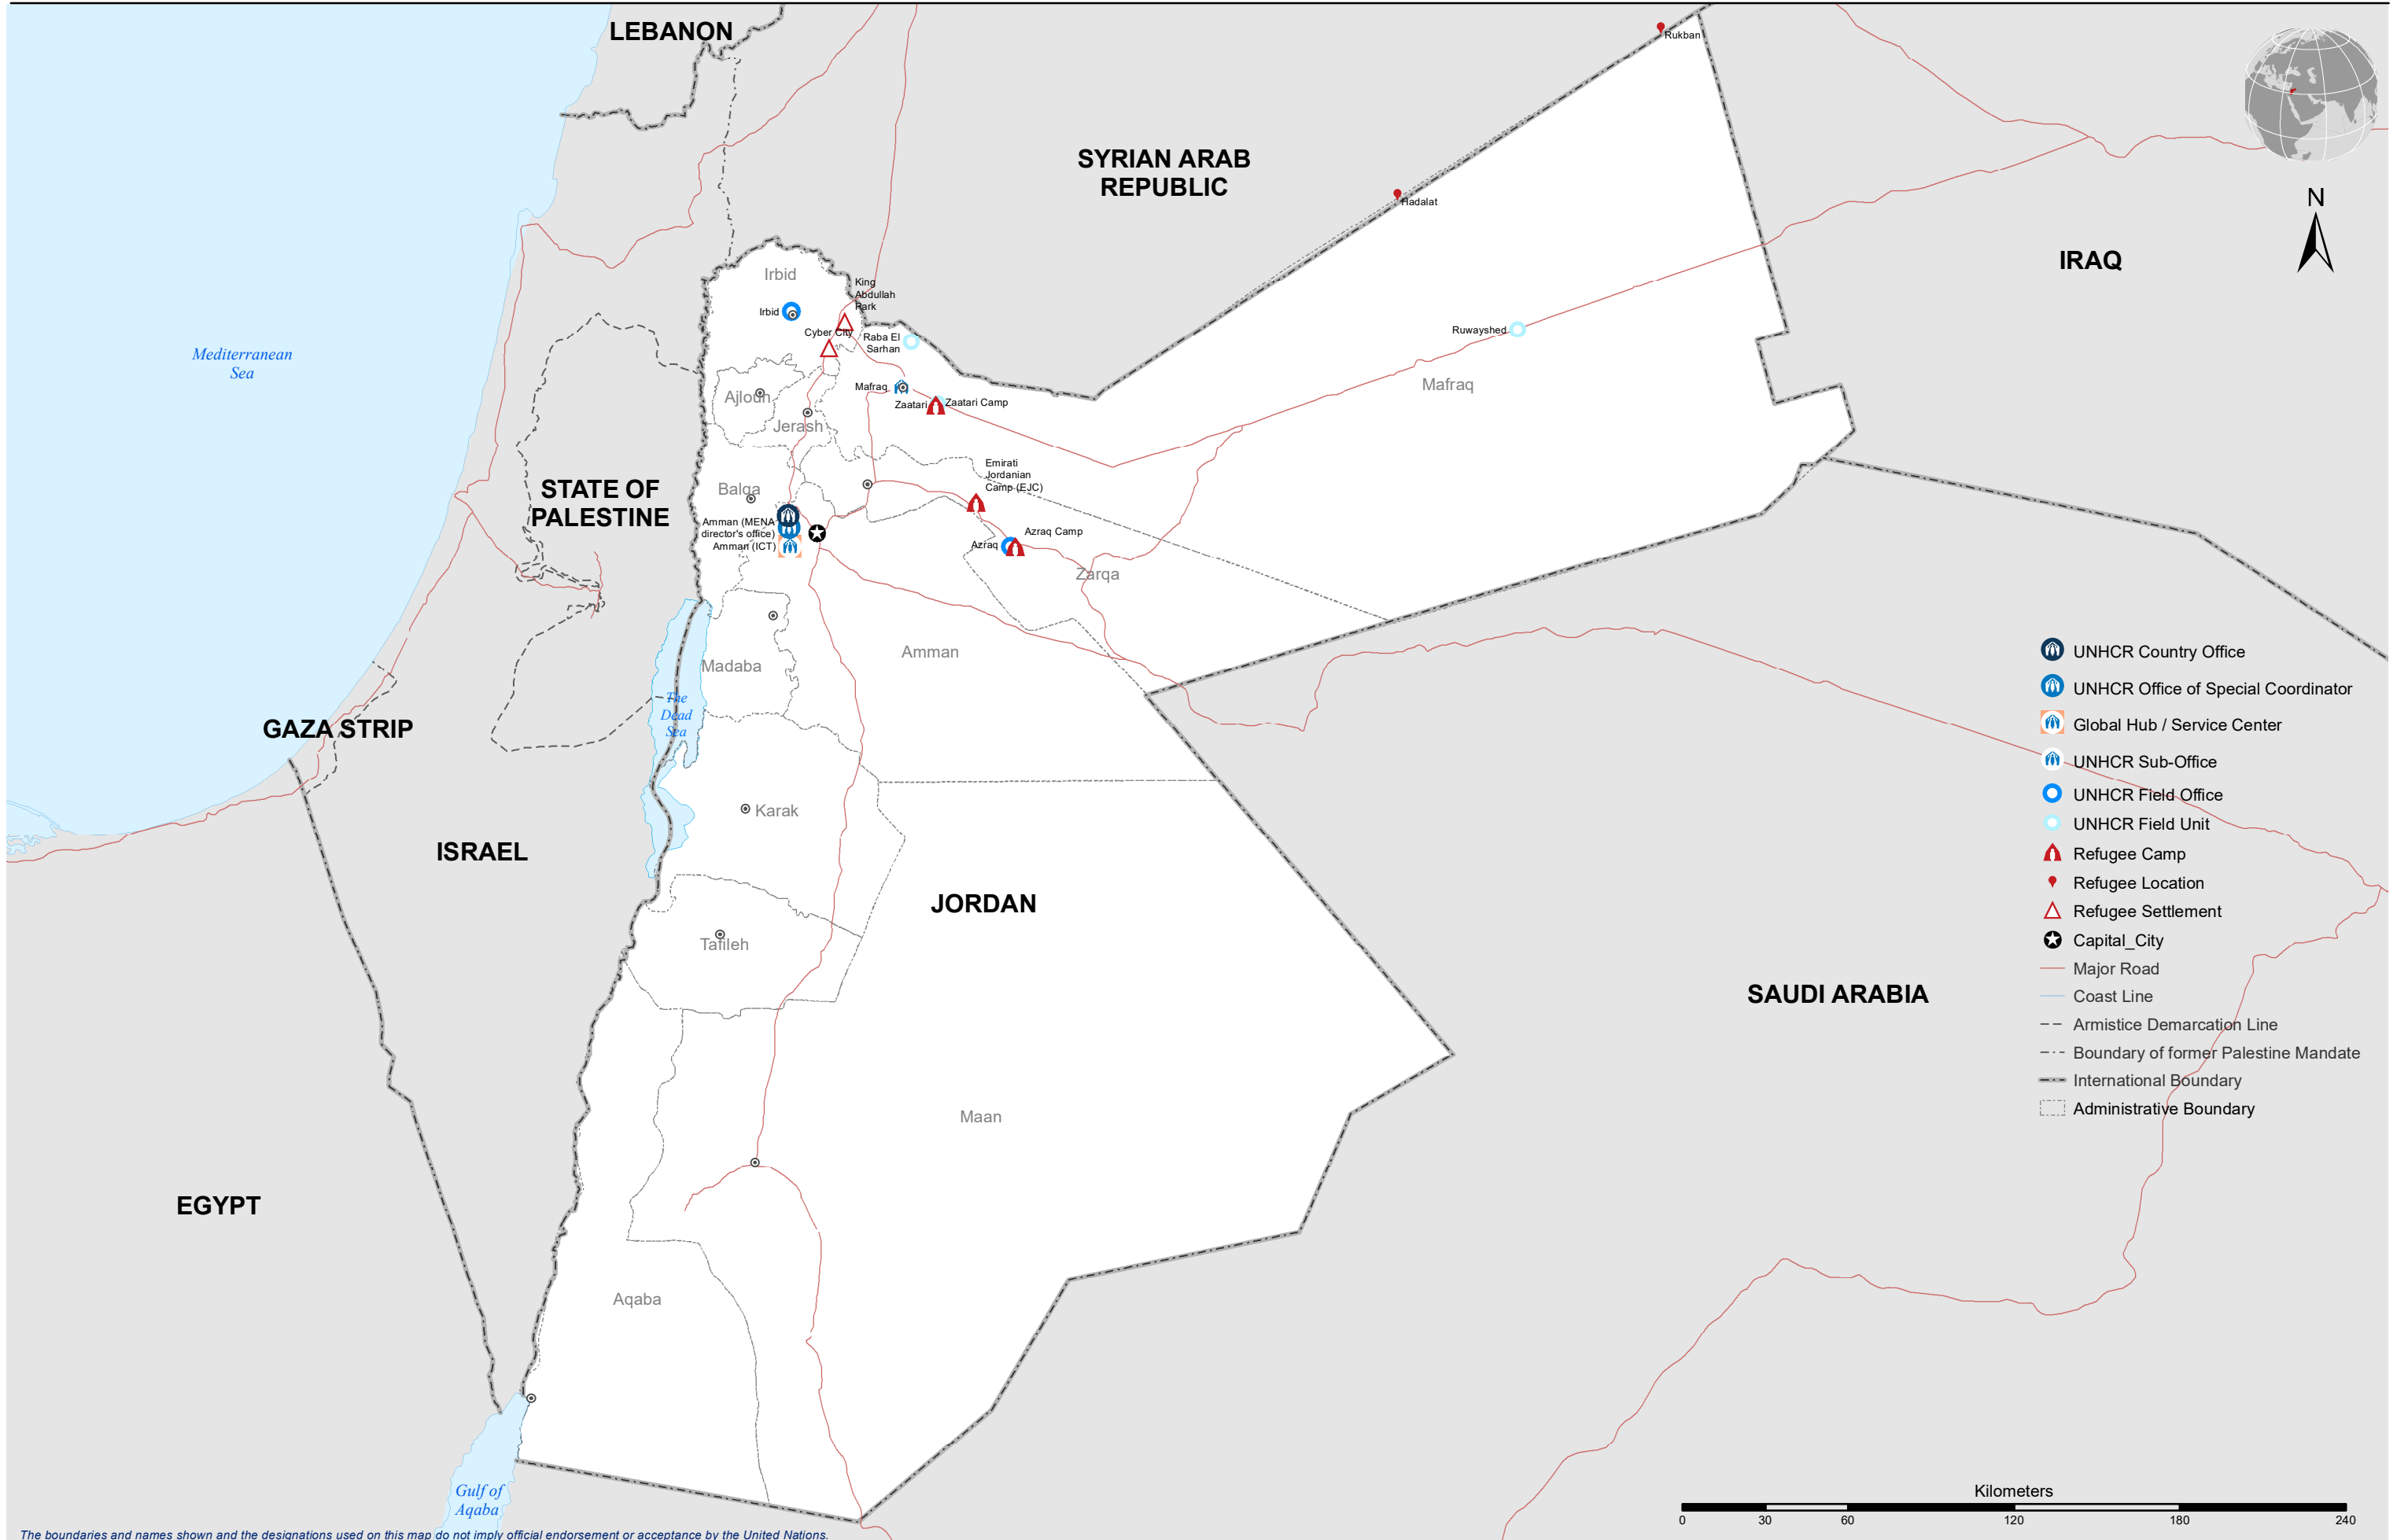 LEBANON
Rukban
SYRIAN ARAB
REPUBLIC
N
Hadalat
IRAQ
Irbid
King
Abdullah
Park
Irbid
Cyber City
Raba El
Sarhan
Ruwayshed
Mediterranean
Sea
Mafraq
Mafraq
Ajloun
Zaatari
Zaatari Camp
Jerash
Emirati
Jordanian
Camp (EJC)
STATE OF
PALESTINE
Balqa
Amman (MENA
director's office)
Amman (ICT)
Azraq Camp
Azraq
Zarqa
Amman
Madaba
The
Dead
Sea
GAZA STRIP
Karak
ISRAEL
JORDAN
Tafileh
SAUDI ARABIA
Maan
EGYPT
Aqaba
Gulf of
Aqaba
UNHCR Country Office
UNHCR Office of Special Coordinator
Global Hub / Service Center
UNHCR Sub-Office
UNHCR Field Office
UNHCR Field Unit
Refugee Camp
Refugee Location
Refugee Settlement
Capital_City
Major Road
Coast Line
Armistice Demarcation Line
Boundary of former Palestine Mandate
International Boundary
Administrative Boundary
Kilometers
0 30 60 120 180 240
The boundaries and names shown and the designations used on this map do not imply official endorsement or acceptance by the United Nations.